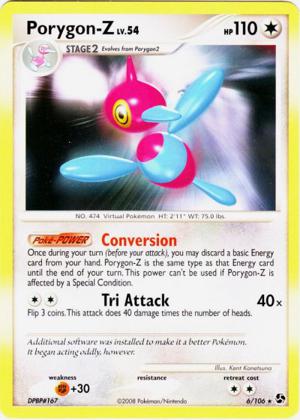 Porygon-Z LV.54 HP 110
STAGE 2 Evolves from Porygon2
NO. 474 Virtual Pokémon HT: 2'11" WT: 75.0 lbs.
Poké-POWER Conversion
Once during your turn (before your attack), you may discard a basic Energy
card from your hand. Porygon-Z is the same type as that Energy card
until the end of your turn. This power can't be used if Porygon-Z is
affected by a Special Condition.
Tri Attack 40×
Flip 3 coins. This attack does 40 damage times the number of heads.
Additional software was installed to make it a better Pokémon.
It began acting oddly, however.
Illus. Kent Kanetsuna
weakness resistance retreat cost
+30
DPBP#167 ©2008 Pokémon/Nintendo 6/106 ★